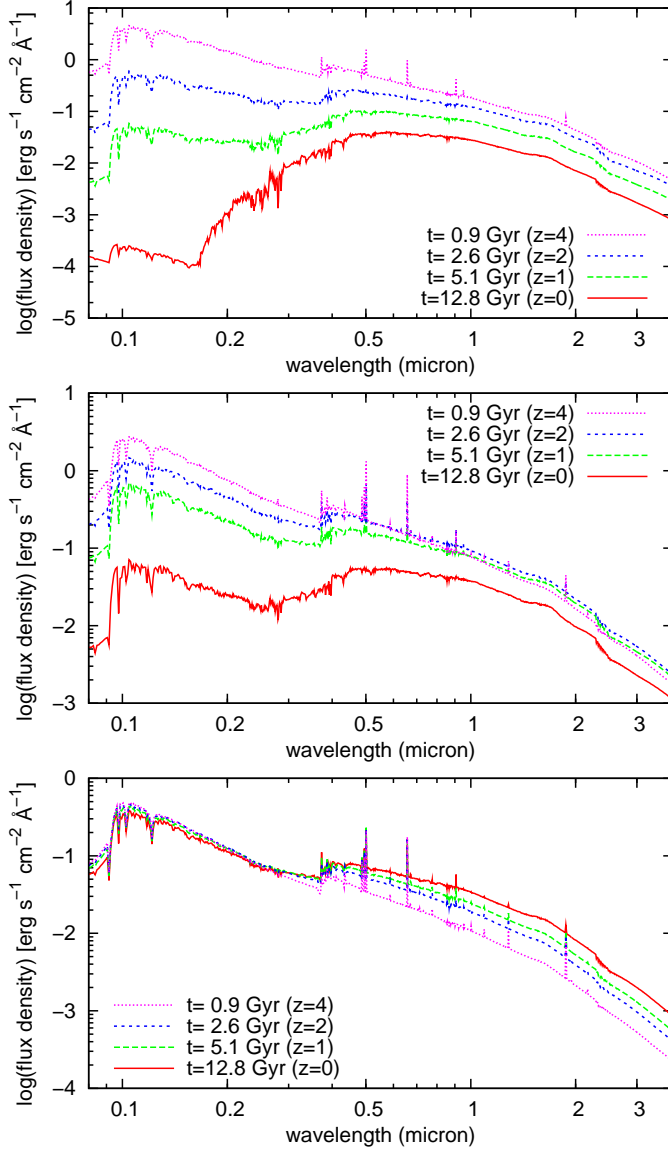 1
0
−1
−2
−3
−4
−5
log(flux density) [erg s⁻¹ cm⁻² Å⁻¹]
t= 0.9 Gyr (z=4)
t= 2.6 Gyr (z=2)
t= 5.1 Gyr (z=1)
t=12.8 Gyr (z=0)
0.1 0.2 0.5 1 2 3
wavelength (micron)
1
0
−1
−2
−3
log(flux density) [erg s⁻¹ cm⁻² Å⁻¹]
t= 0.9 Gyr (z=4)
t= 2.6 Gyr (z=2)
t= 5.1 Gyr (z=1)
t=12.8 Gyr (z=0)
0.1 0.2 0.5 1 2 3
wavelength (micron)
0
−1
−2
−3
−4
log(flux density) [erg s⁻¹ cm⁻² Å⁻¹]
t= 0.9 Gyr (z=4)
t= 2.6 Gyr (z=2)
t= 5.1 Gyr (z=1)
t=12.8 Gyr (z=0)
0.1 0.2 0.5 1 2 3
wavelength (micron)